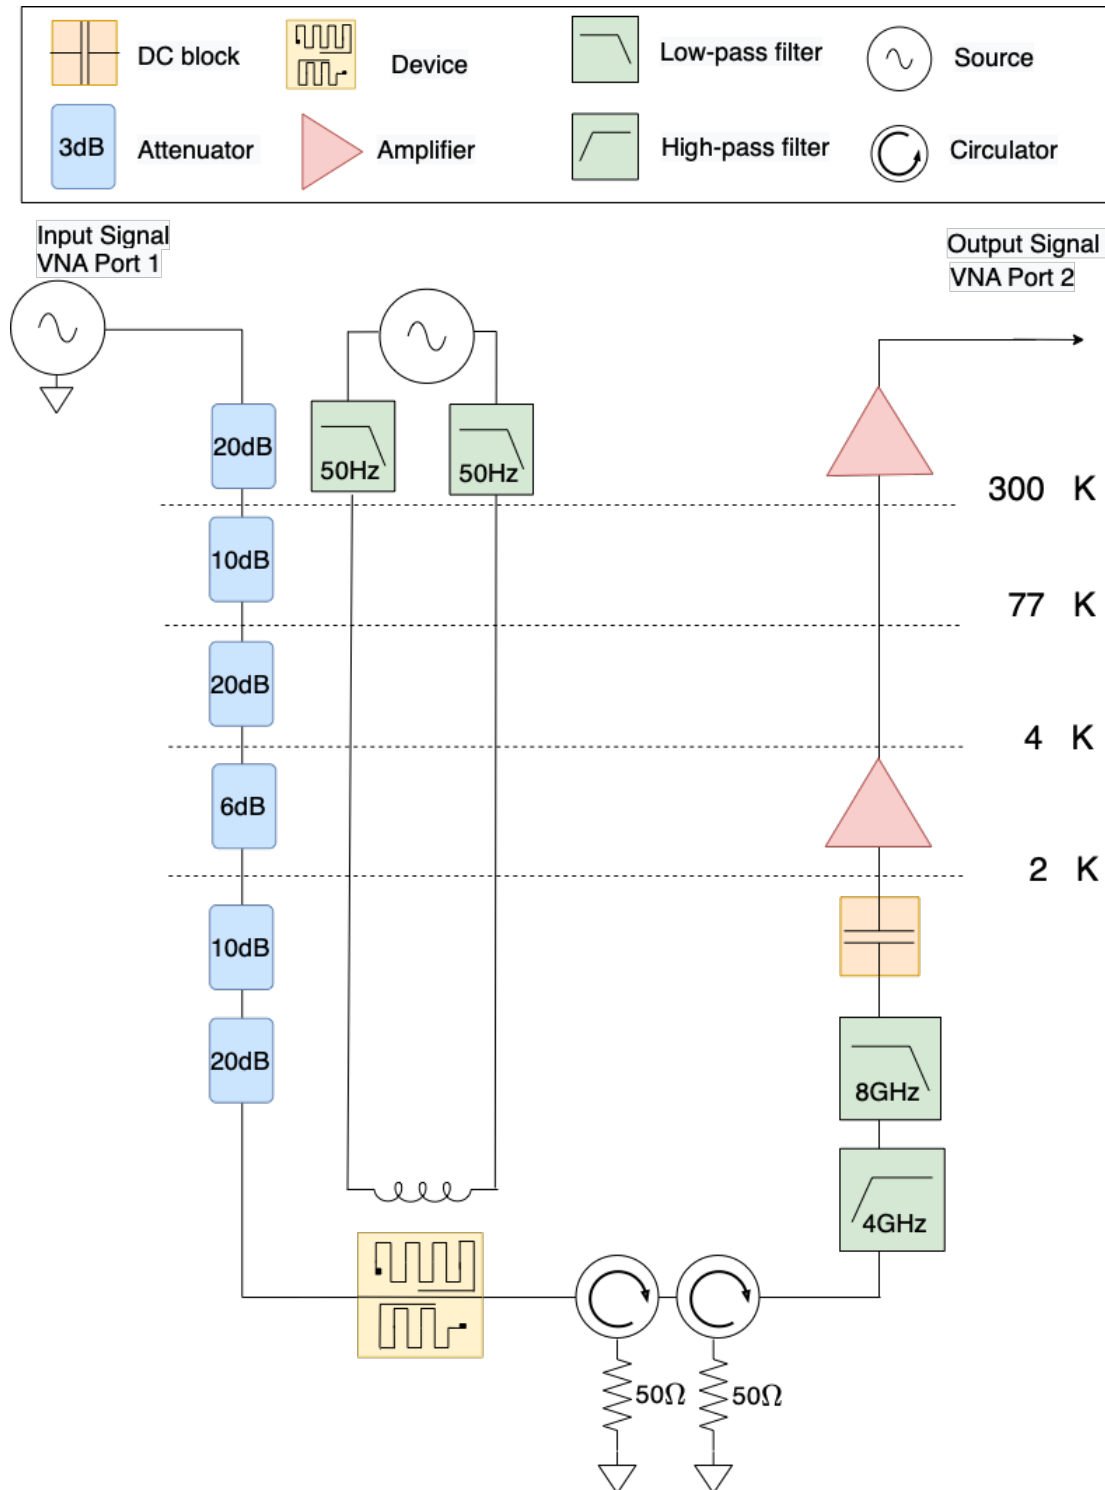 DC block
Device
Low-pass filter
Source
3dB
Attenuator
Amplifier
High-pass filter
Circulator
Input Signal
VNA Port 1
Output Signal
VNA Port 2
20dB
50Hz
50Hz
300 K
10dB
77 K
20dB
4 K
6dB
2 K
10dB
20dB
8GHz
4GHz
50Ω
50Ω